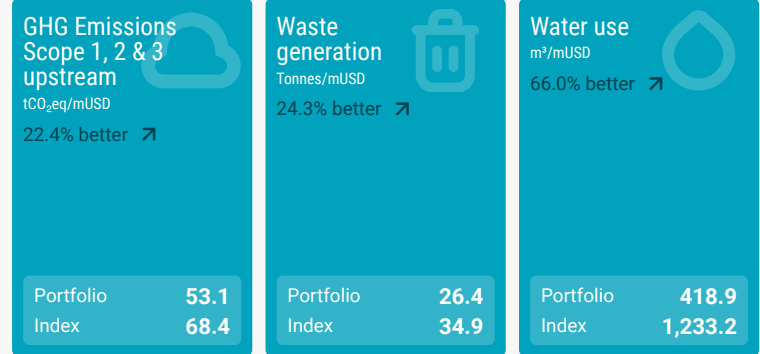 GHG Emissions
Scope 1, 2 & 3
upstream
tCO₂eq/mUSD
22.4% better
Portfolio 53.1
Index 68.4
Waste
generation
Tonnes/mUSD
24.3% better
Portfolio 26.4
Index 34.9
Water use
m³/mUSD
66.0% better
Portfolio 418.9
Index 1,233.2